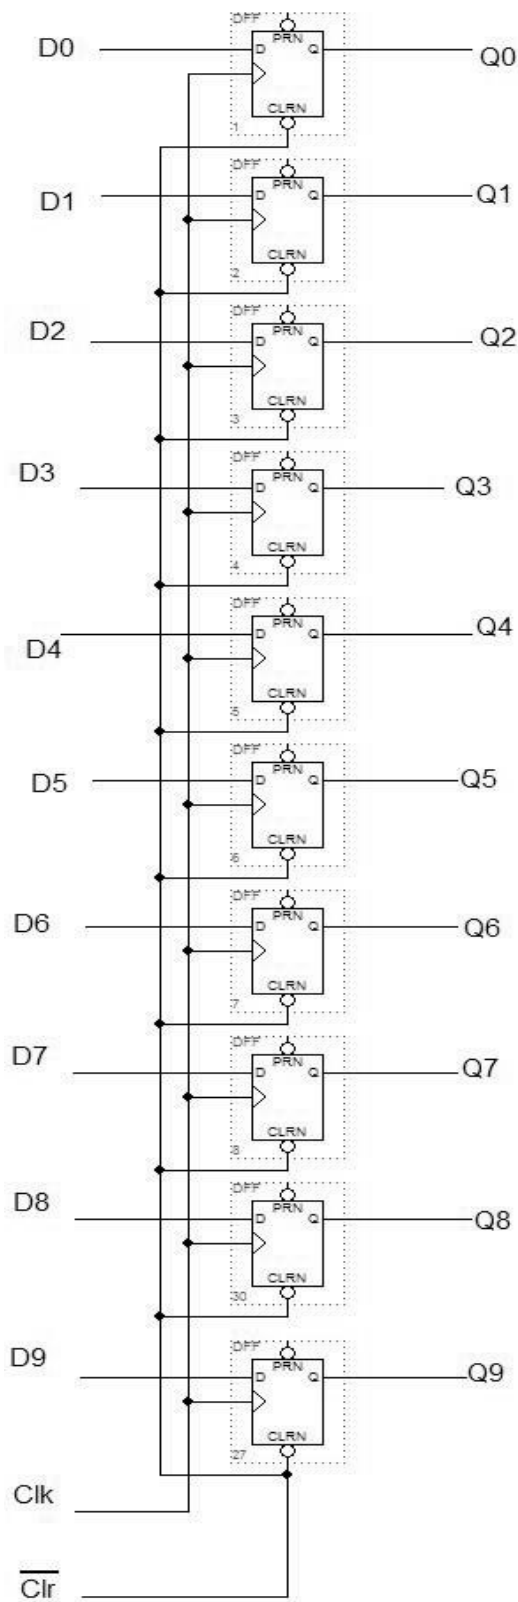 DFF
D0 D PRN Q Q0
CLRN
1
DFF
D1 D PRN Q Q1
CLRN
2
DFF
D2 D PRN Q Q2
CLRN
3
DFF
D3 D PRN Q Q3
CLRN
4
DFF
D4 D PRN Q Q4
CLRN
5
DFF
D5 D PRN Q Q5
CLRN
6
DFF
D6 D PRN Q Q6
CLRN
7
DFF
D7 D PRN Q Q7
CLRN
8
DFF
D8 D PRN Q Q8
CLRN
30
DFF
D9 D PRN Q Q9
CLRN
27
Clk
C̅l̅r̅